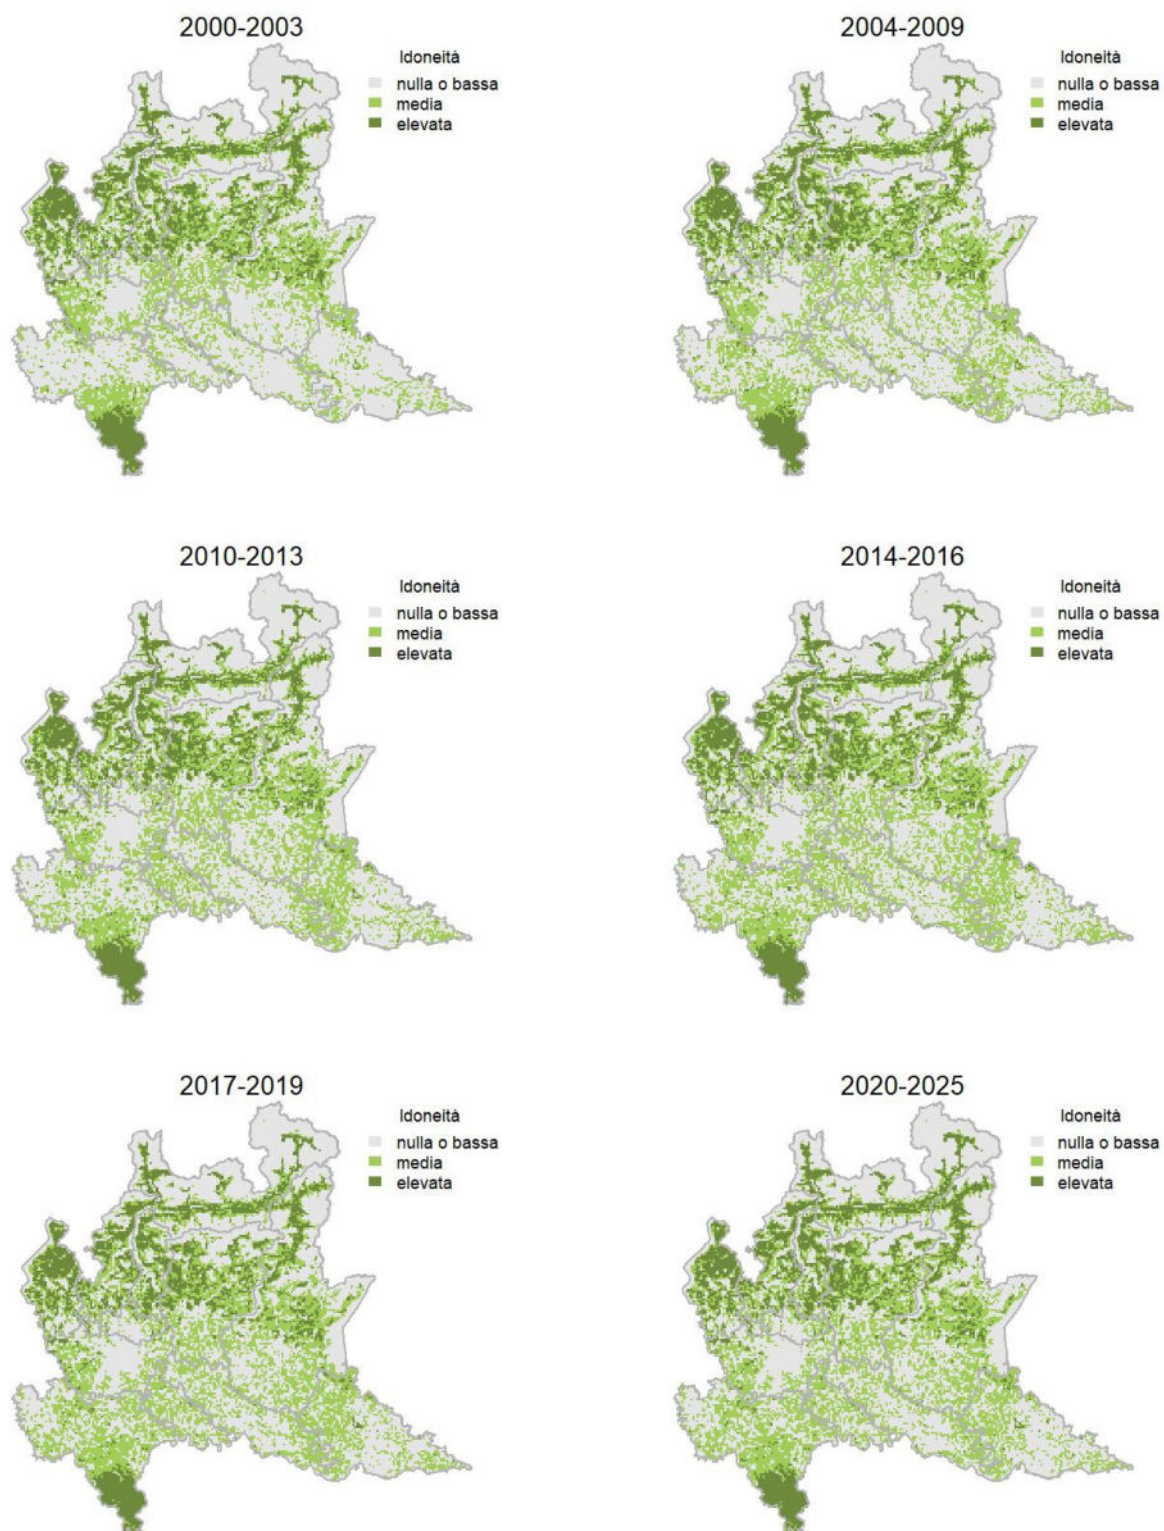 2000-2003
Idoneità
nulla o bassa
media
elevata
2004-2009
Idoneità
nulla o bassa
media
elevata
2010-2013
Idoneità
nulla o bassa
media
elevata
2014-2016
Idoneità
nulla o bassa
media
elevata
2017-2019
Idoneità
nulla o bassa
media
elevata
2020-2025
Idoneità
nulla o bassa
media
elevata